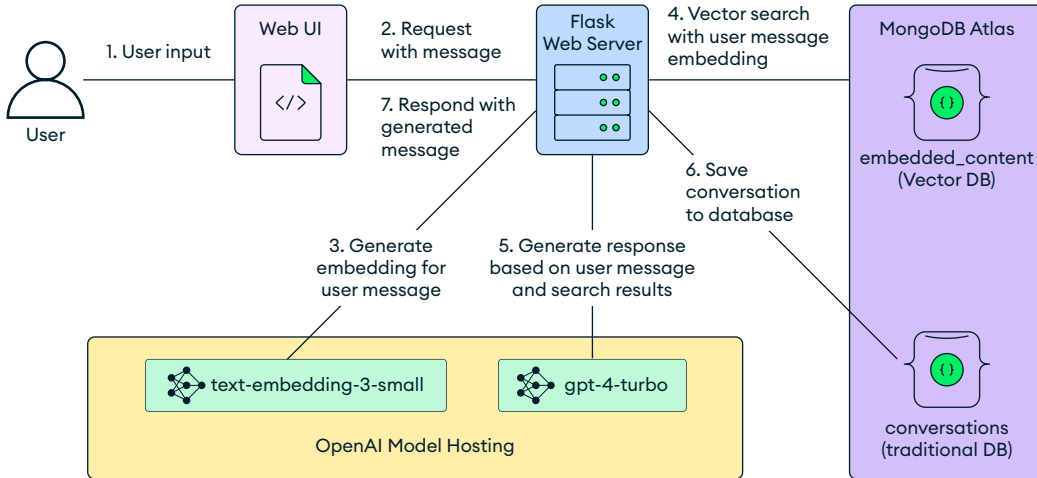 1. User input
User
Web UI
</>
2. Request
with message
7. Respond with
generated
message
Flask
Web Server
4. Vector search
with user message
embedding
MongoDB Atlas
{ }
embedded_content
(Vector DB)
6. Save
conversation
to database
3. Generate
embedding for
user message
5. Generate response
based on user message
and search results
{ }
conversations
(traditional DB)
text-embedding-3-small
gpt-4-turbo
OpenAI Model Hosting